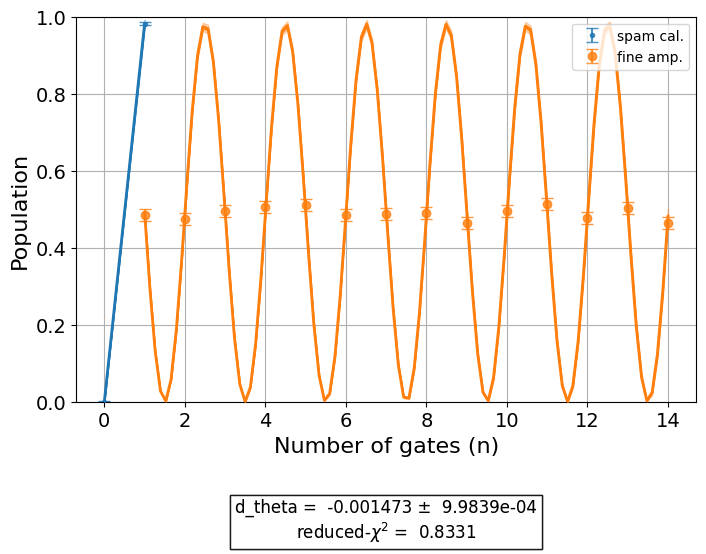 1.0
0.8
0.6
0.4
0.2
0.0
Population
spam cal.
fine amp.
0 2 4 6 8 10 12 14
Number of gates (n)
d_theta = -0.001473 ± 9.9839e-04
reduced-χ² = 0.8331